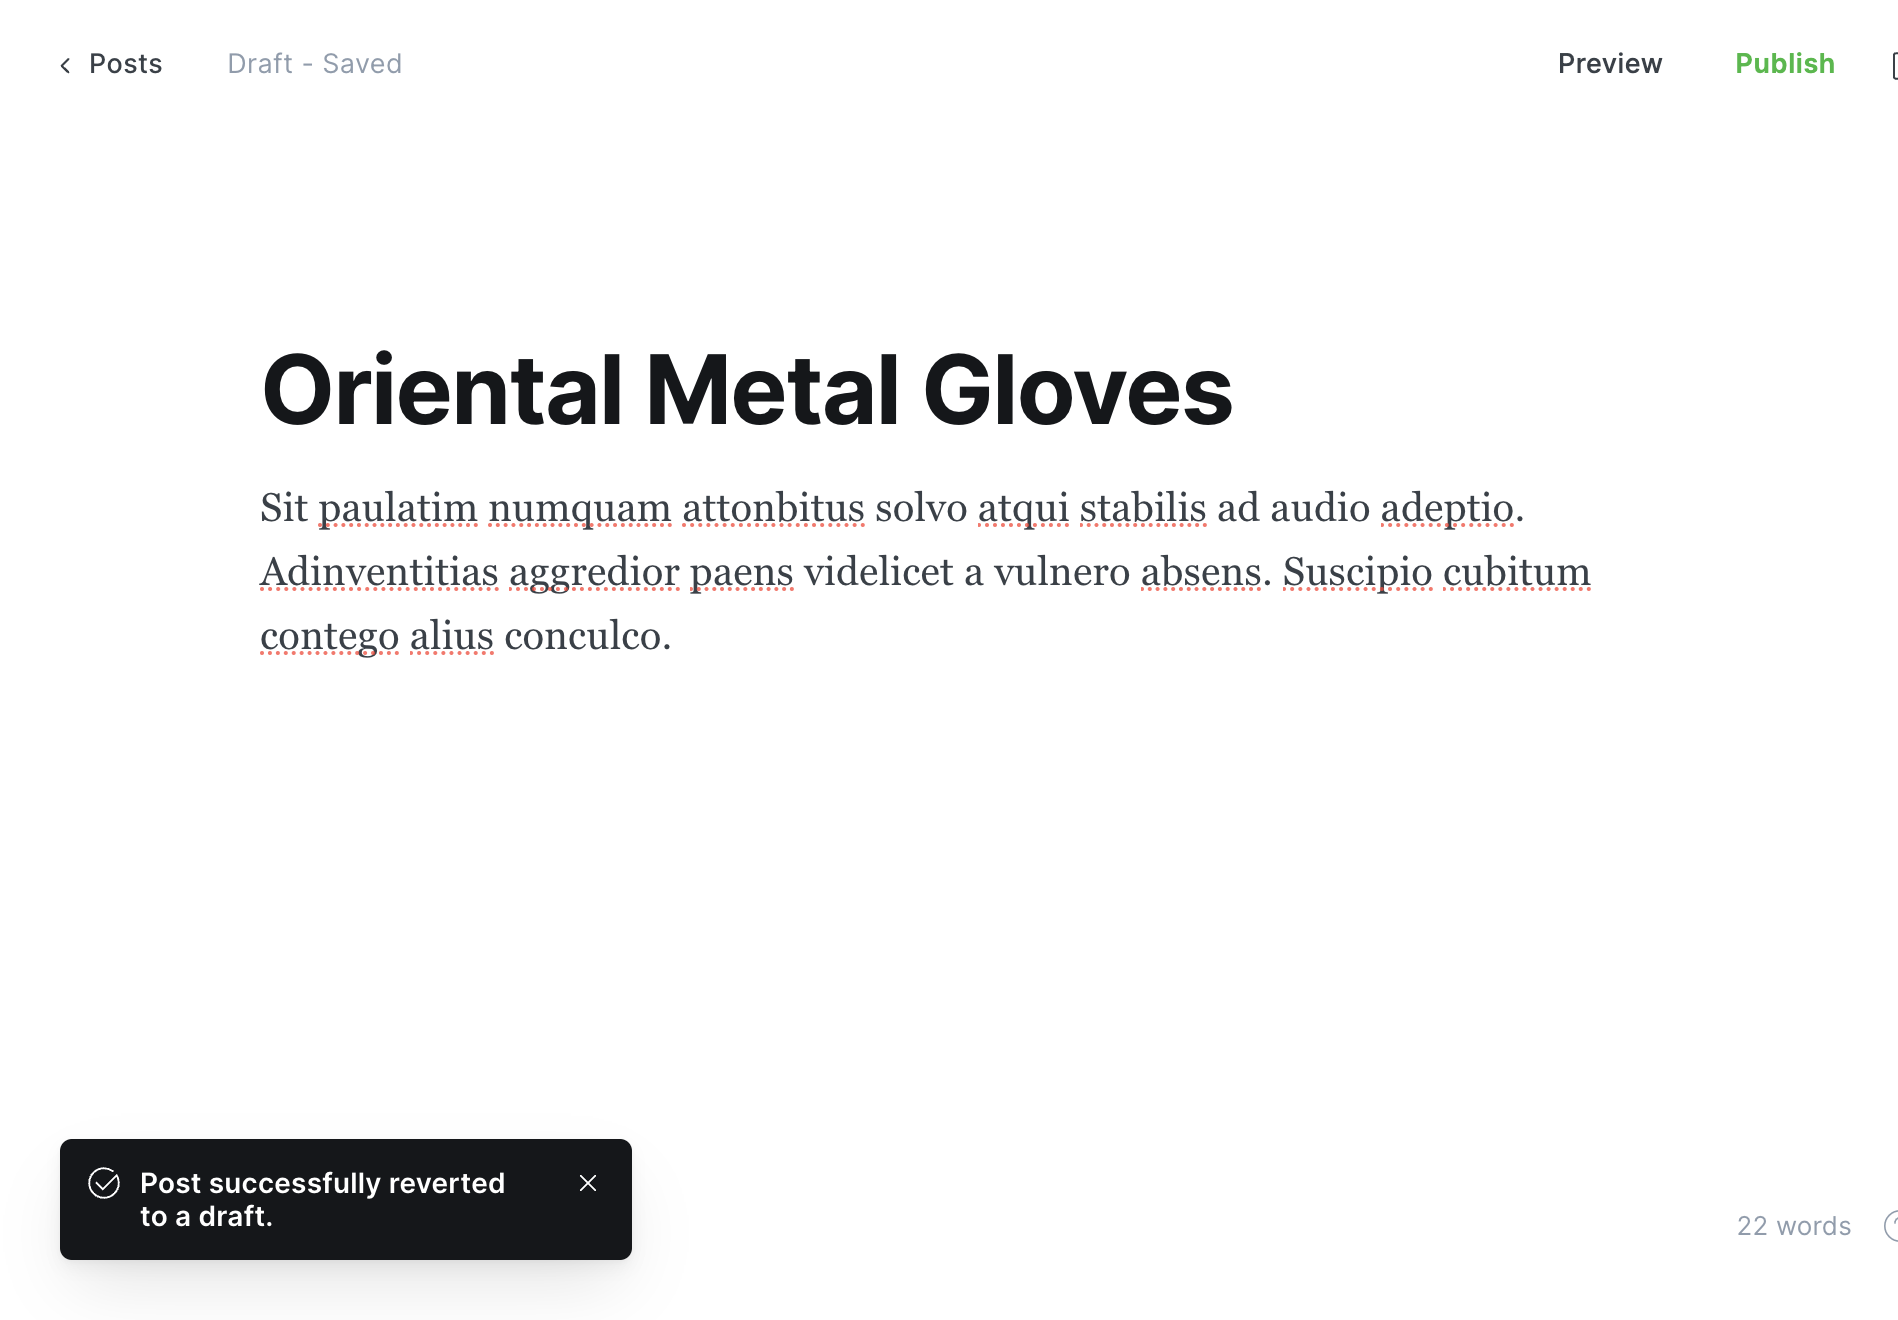 Posts
Draft - Saved
Preview
Publish
Oriental Metal Gloves
Sit paulatim numquam attonbitus solvo atqui stabilis ad audio adeptio.
Adinventitias aggredior paens videlicet a vulnero absens. Suscipio cubitum
contego alius conculco.
Post successfully reverted
to a draft.
22 words